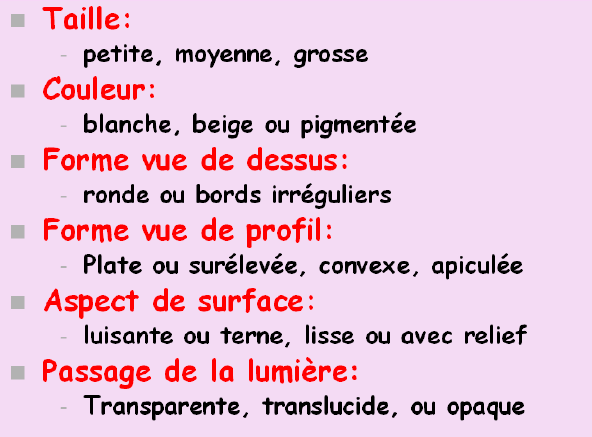 Taille:
- petite, moyenne, grosse
Couleur:
- blanche, beige ou pigmentée
Forme vue de dessus:
- ronde ou bords irréguliers
Forme vue de profil:
- Plate ou surélevée, convexe, apiculée
Aspect de surface:
- luisante ou terne, lisse ou avec relief
Passage de la lumière:
- Transparente, translucide, ou opaque